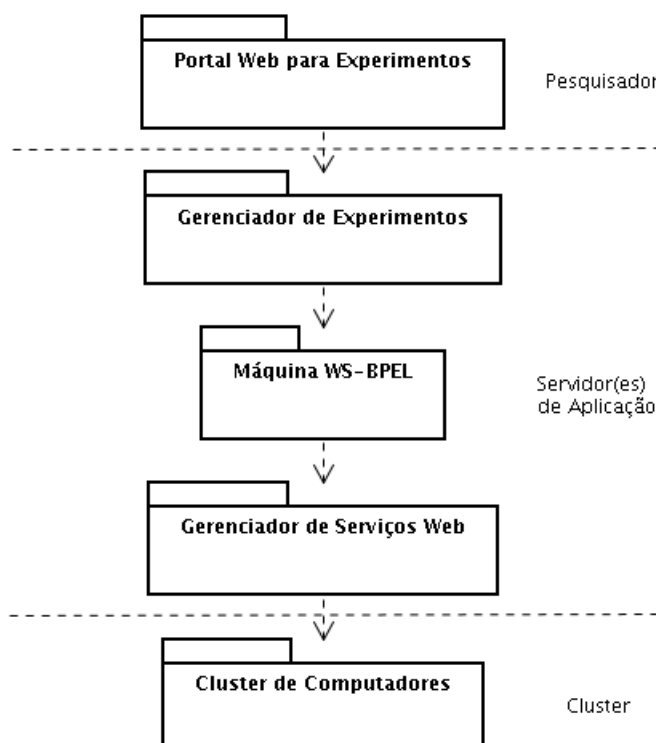 Portal Web para Experimentos
Pesquisador
Gerenciador de Experimentos
Máquina WS-BPEL
Servidor(es)
de Aplicação
Gerenciador de Serviços Web
Cluster de Computadores
Cluster